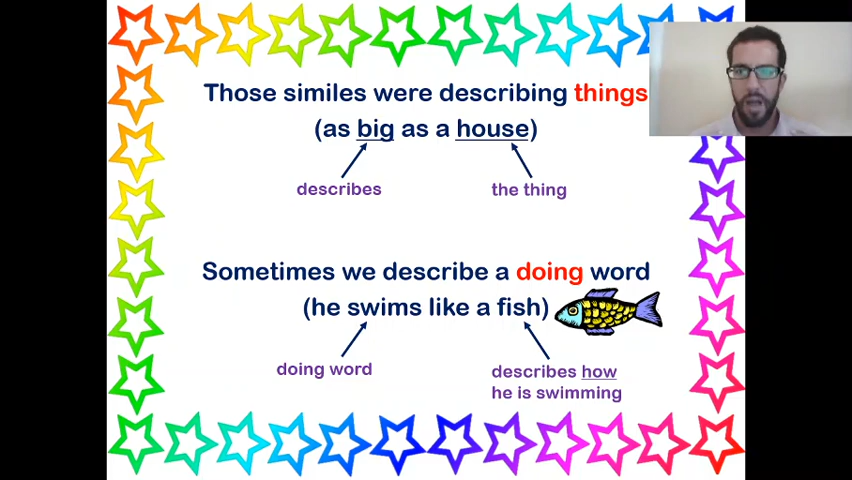 Those similes were describing things
(as big as a house)
describes
the thing
Sometimes we describe a doing word
(he swims like a fish)
doing word
describes how
he is swimming